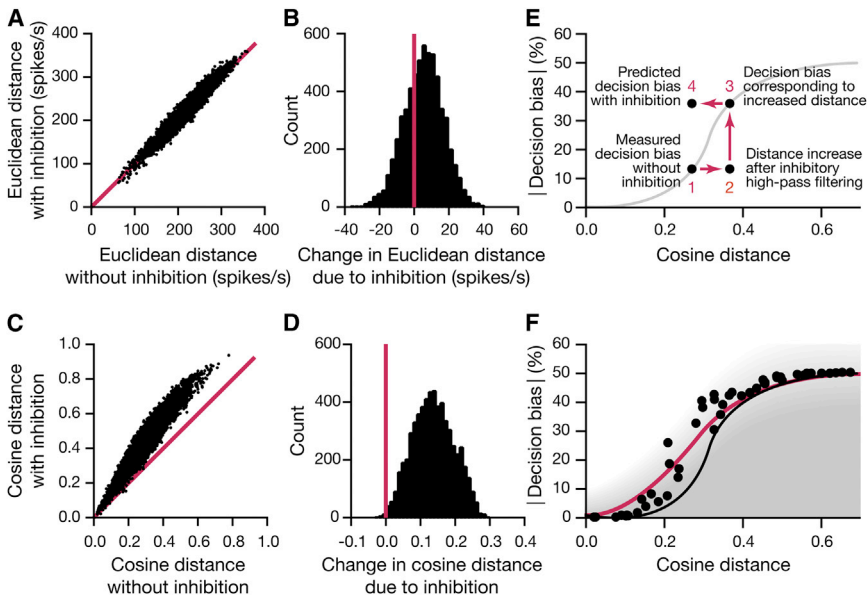 A
Euclidean distance
with inhibition (spikes/s)
400
300
200
100
0
0 100 200 300 400
Euclidean distance
without inhibition (spikes/s)
B
Count
600
400
200
0
-40 -20 0 20 40 60
Change in Euclidean distance
due to inhibition (spikes/s)
E
| Decision bias | (%)
60
50
40
30
20
10
0
Predicted
decision bias
with inhibition
4
3
Decision bias
corresponding to
increased distance
Measured
decision bias
without
inhibition
1
2
Distance increase
after inhibitory
high-pass filtering
0.0 0.2 0.4 0.6
Cosine distance
C
Cosine distance
with inhibition
1.0
0.8
0.6
0.4
0.2
0.0
0.0 0.2 0.4 0.6 0.8 1.0
Cosine distance
without inhibition
D
Count
600
400
200
0
-0.1 0.0 0.1 0.2 0.3 0.4
Change in cosine distance
due to inhibition
F
| Decision bias | (%)
60
50
40
30
20
10
0
0.0 0.2 0.4 0.6
Cosine distance